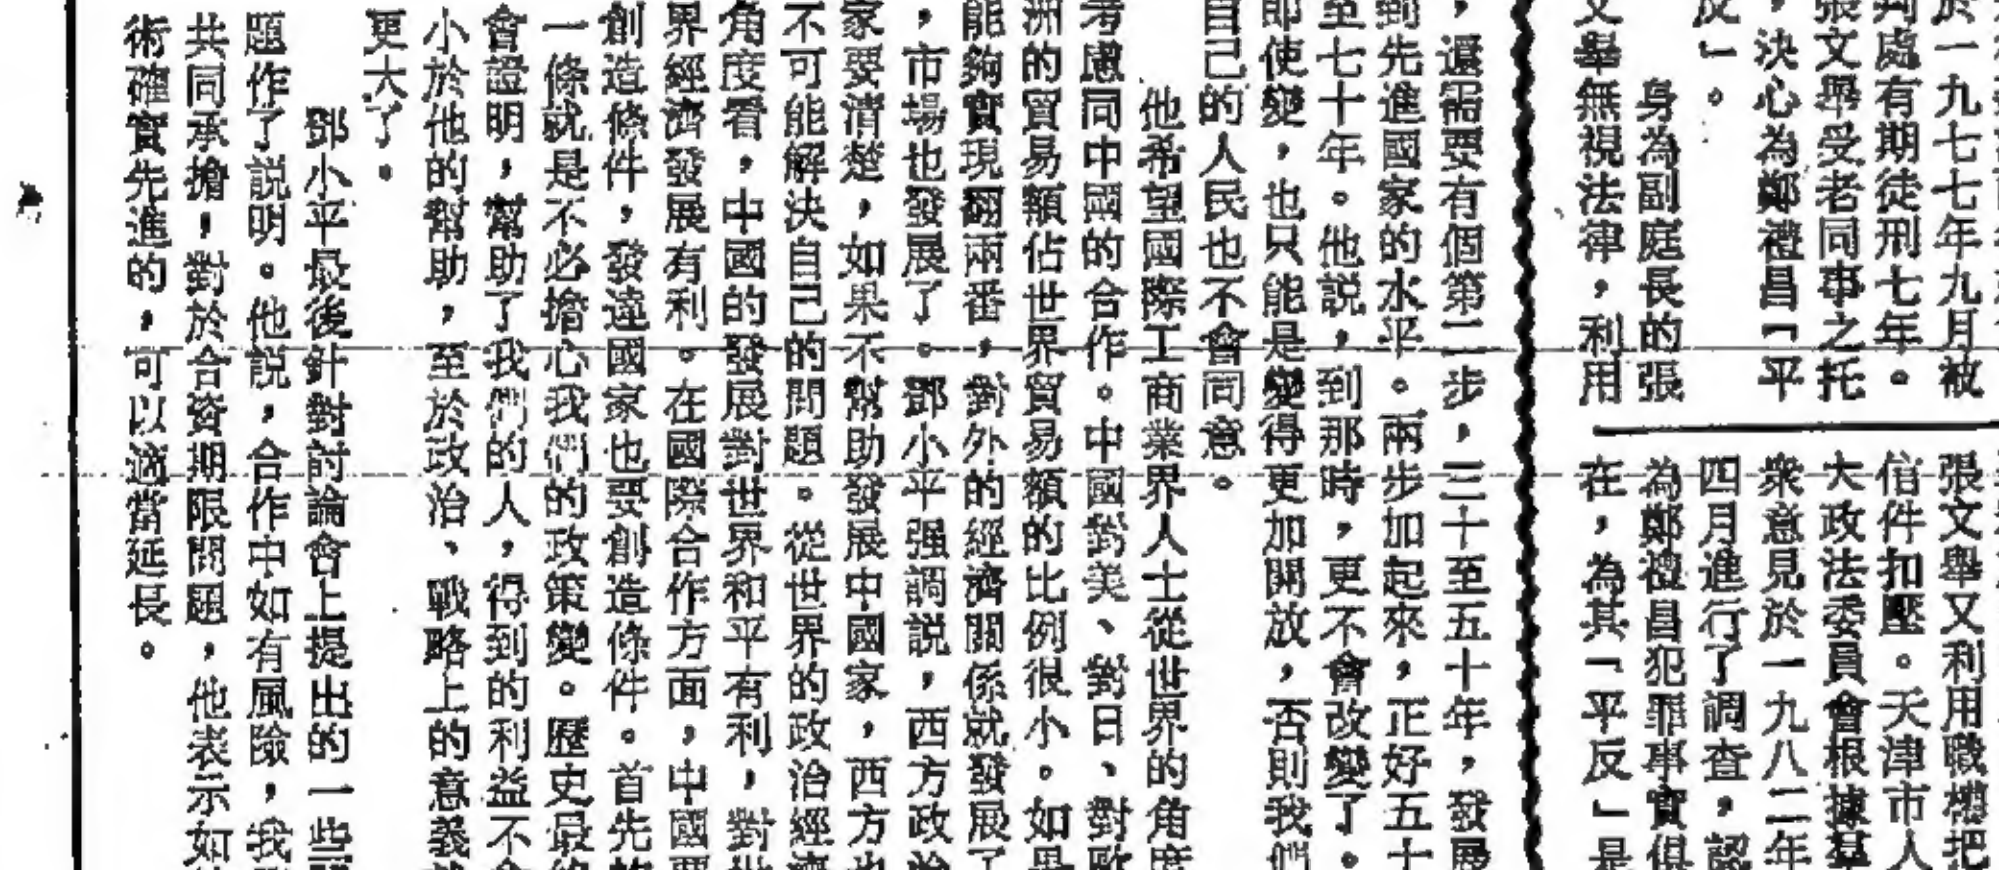 於一九七七年九月被
判處有期徒刑七年。
張文舉受老同事之托
，決心為鄭禮昌「平
反」。
身為副庭長的張
文舉無視法律，利用
張文舉又利用職權把
信件扣壓。天津市人
大政法委員會根據羣
衆意見於一九八二年
四月進行了調查，認
為鄭禮昌犯罪事實俱
在，為其「平反」是
，還需要有個第二步，三十至五十年，發展
到先進國家的水平。兩步加起來，正好五十
至七十年。他説，到那時，更不會改變了。
即使變，也只能是變得更加開放，否則我們
自己的人民也不會同意。
他希望國際工商業界人士從世界的角度
考慮同中國的合作。中國對美、對日、對歐
洲的貿易額佔世界貿易額的比例很小。如果
能夠實現翻兩番，對外的經濟關係就發展了
，市場也發展了。鄧小平强調説，西方政治
家要清楚，如果不幫助發展中國家，西方也
不可能解決自己的問題。從世界的政治經濟
角度看，中國的發展對世界和平有利，對世
界經濟發展有利。在國際合作方面，中國要
創造條件，發達國家也要創造條件。首先
一條就是不必擔心我們的政策變。歷史最終
會證明，幫助了我們的人，得到的利益不會
小於他的幫助，至於政治、戰略上的意義就
更大了。
鄧小平最後針對討論會上提出的一些問
題作了説明。他説，合作中如有風險，我們
共同承擔，對於合資期限問題，他表示如
術確實先進的，可以適當延長。